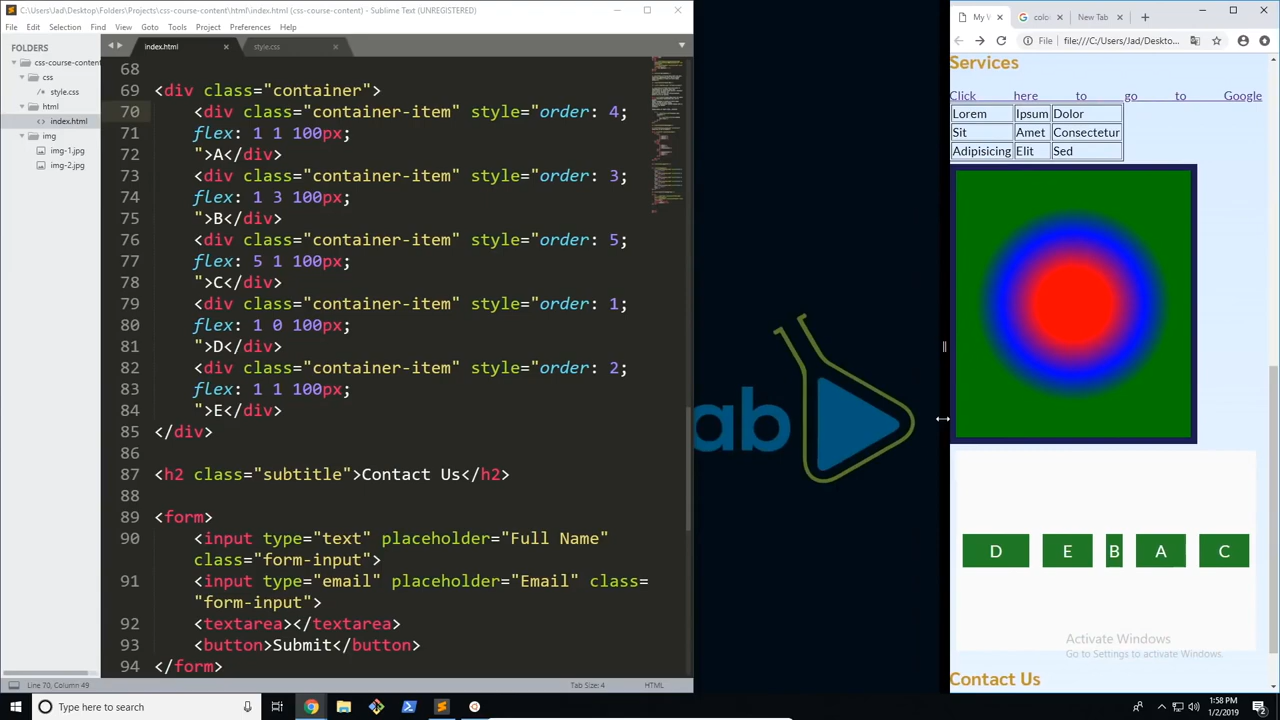 C:\Users\Jad\Desktop\Folders\Projects\css-course-content\html\index.html (css-course-content) - Sublime Text (UNREGISTERED)
File Edit Selection Find View Goto Tools Project Preferences Help
FOLDERS
css-course-content
css
style.css
html
index.html
img
img-1.jpg
img-2.jpg
index.html
style.css
68
69 <div class="container">
70 <div class="container-item" style="order: 4;
71 flex: 1 1 100px;
72 ">A</div>
73 <div class="container-item" style="order: 3;
74 flex: 1 3 100px;
75 ">B</div>
76 <div class="container-item" style="order: 5;
77 flex: 5 1 100px;
78 ">C</div>
79 <div class="container-item" style="order: 1;
80 flex: 1 0 100px;
81 ">D</div>
82 <div class="container-item" style="order: 2;
83 flex: 1 1 100px;
84 ">E</div>
85 </div>
86
87 <h2 class="subtitle">Contact Us</h2>
88
89 <form>
90 <input type="text" placeholder="Full Name"
class="form-input">
91 <input type="email" placeholder="Email" class=
"form-input">
92 <textarea></textarea>
93 <button>Submit</button>
94 </form>
Line 70, Column 49
Tab Size: 4
HTML
ab
My
colo
New Tab
File file:///C:/Users/Jad/Deskto...
Services
Click here to go to Google
Lorem Ipsum Dolor
Sit Amet Consectetur
Adipisicing Elit Sed
D E B A C
Activate Windows
Go to Settings to activate Windows.
Contact Us
Type here to search
1:58 PM
1/2/2019
2